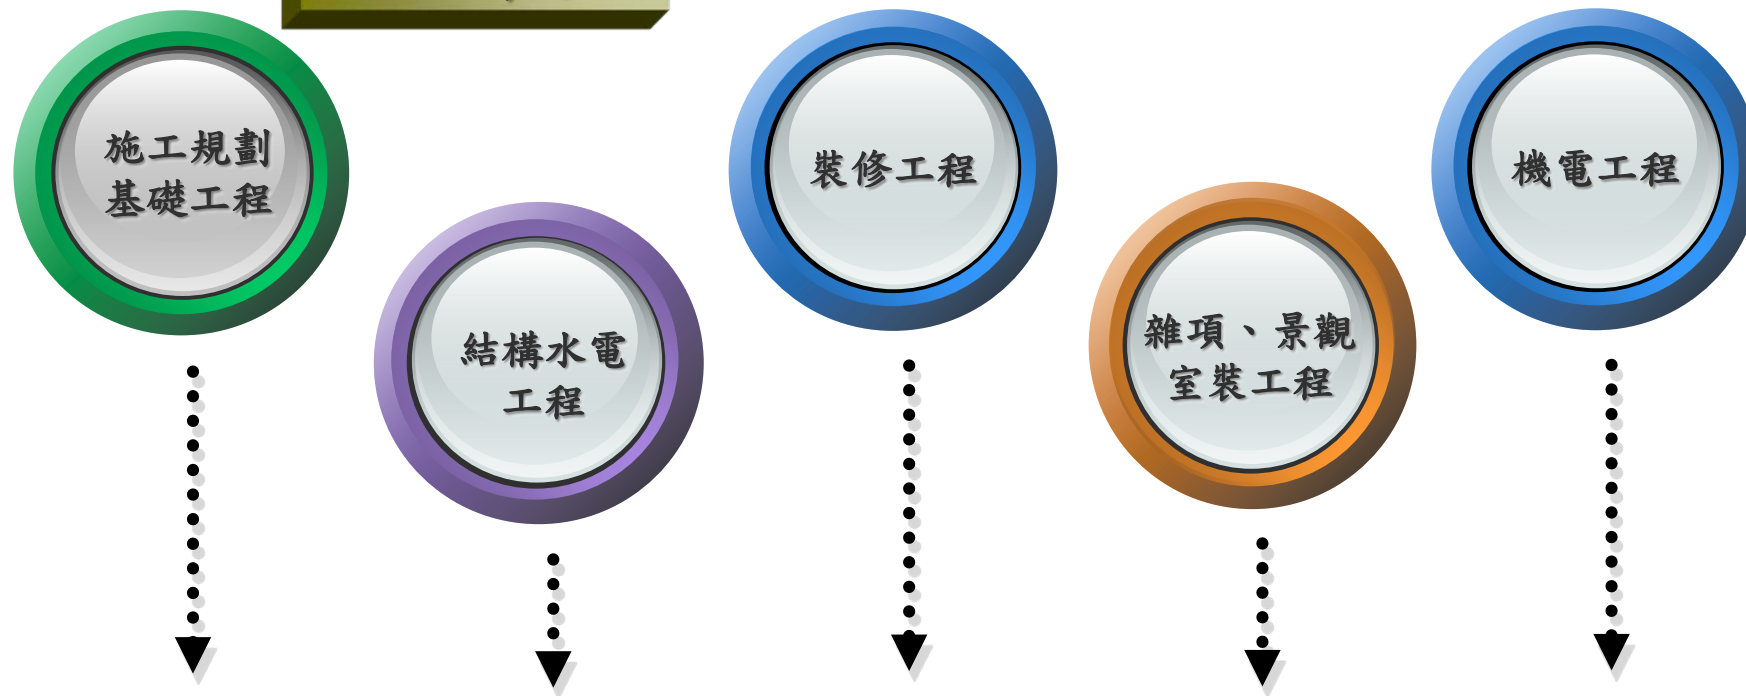 施工規劃
基礎工程
結構水電
工程
裝修工程
雜項、景觀
室裝工程
機電工程